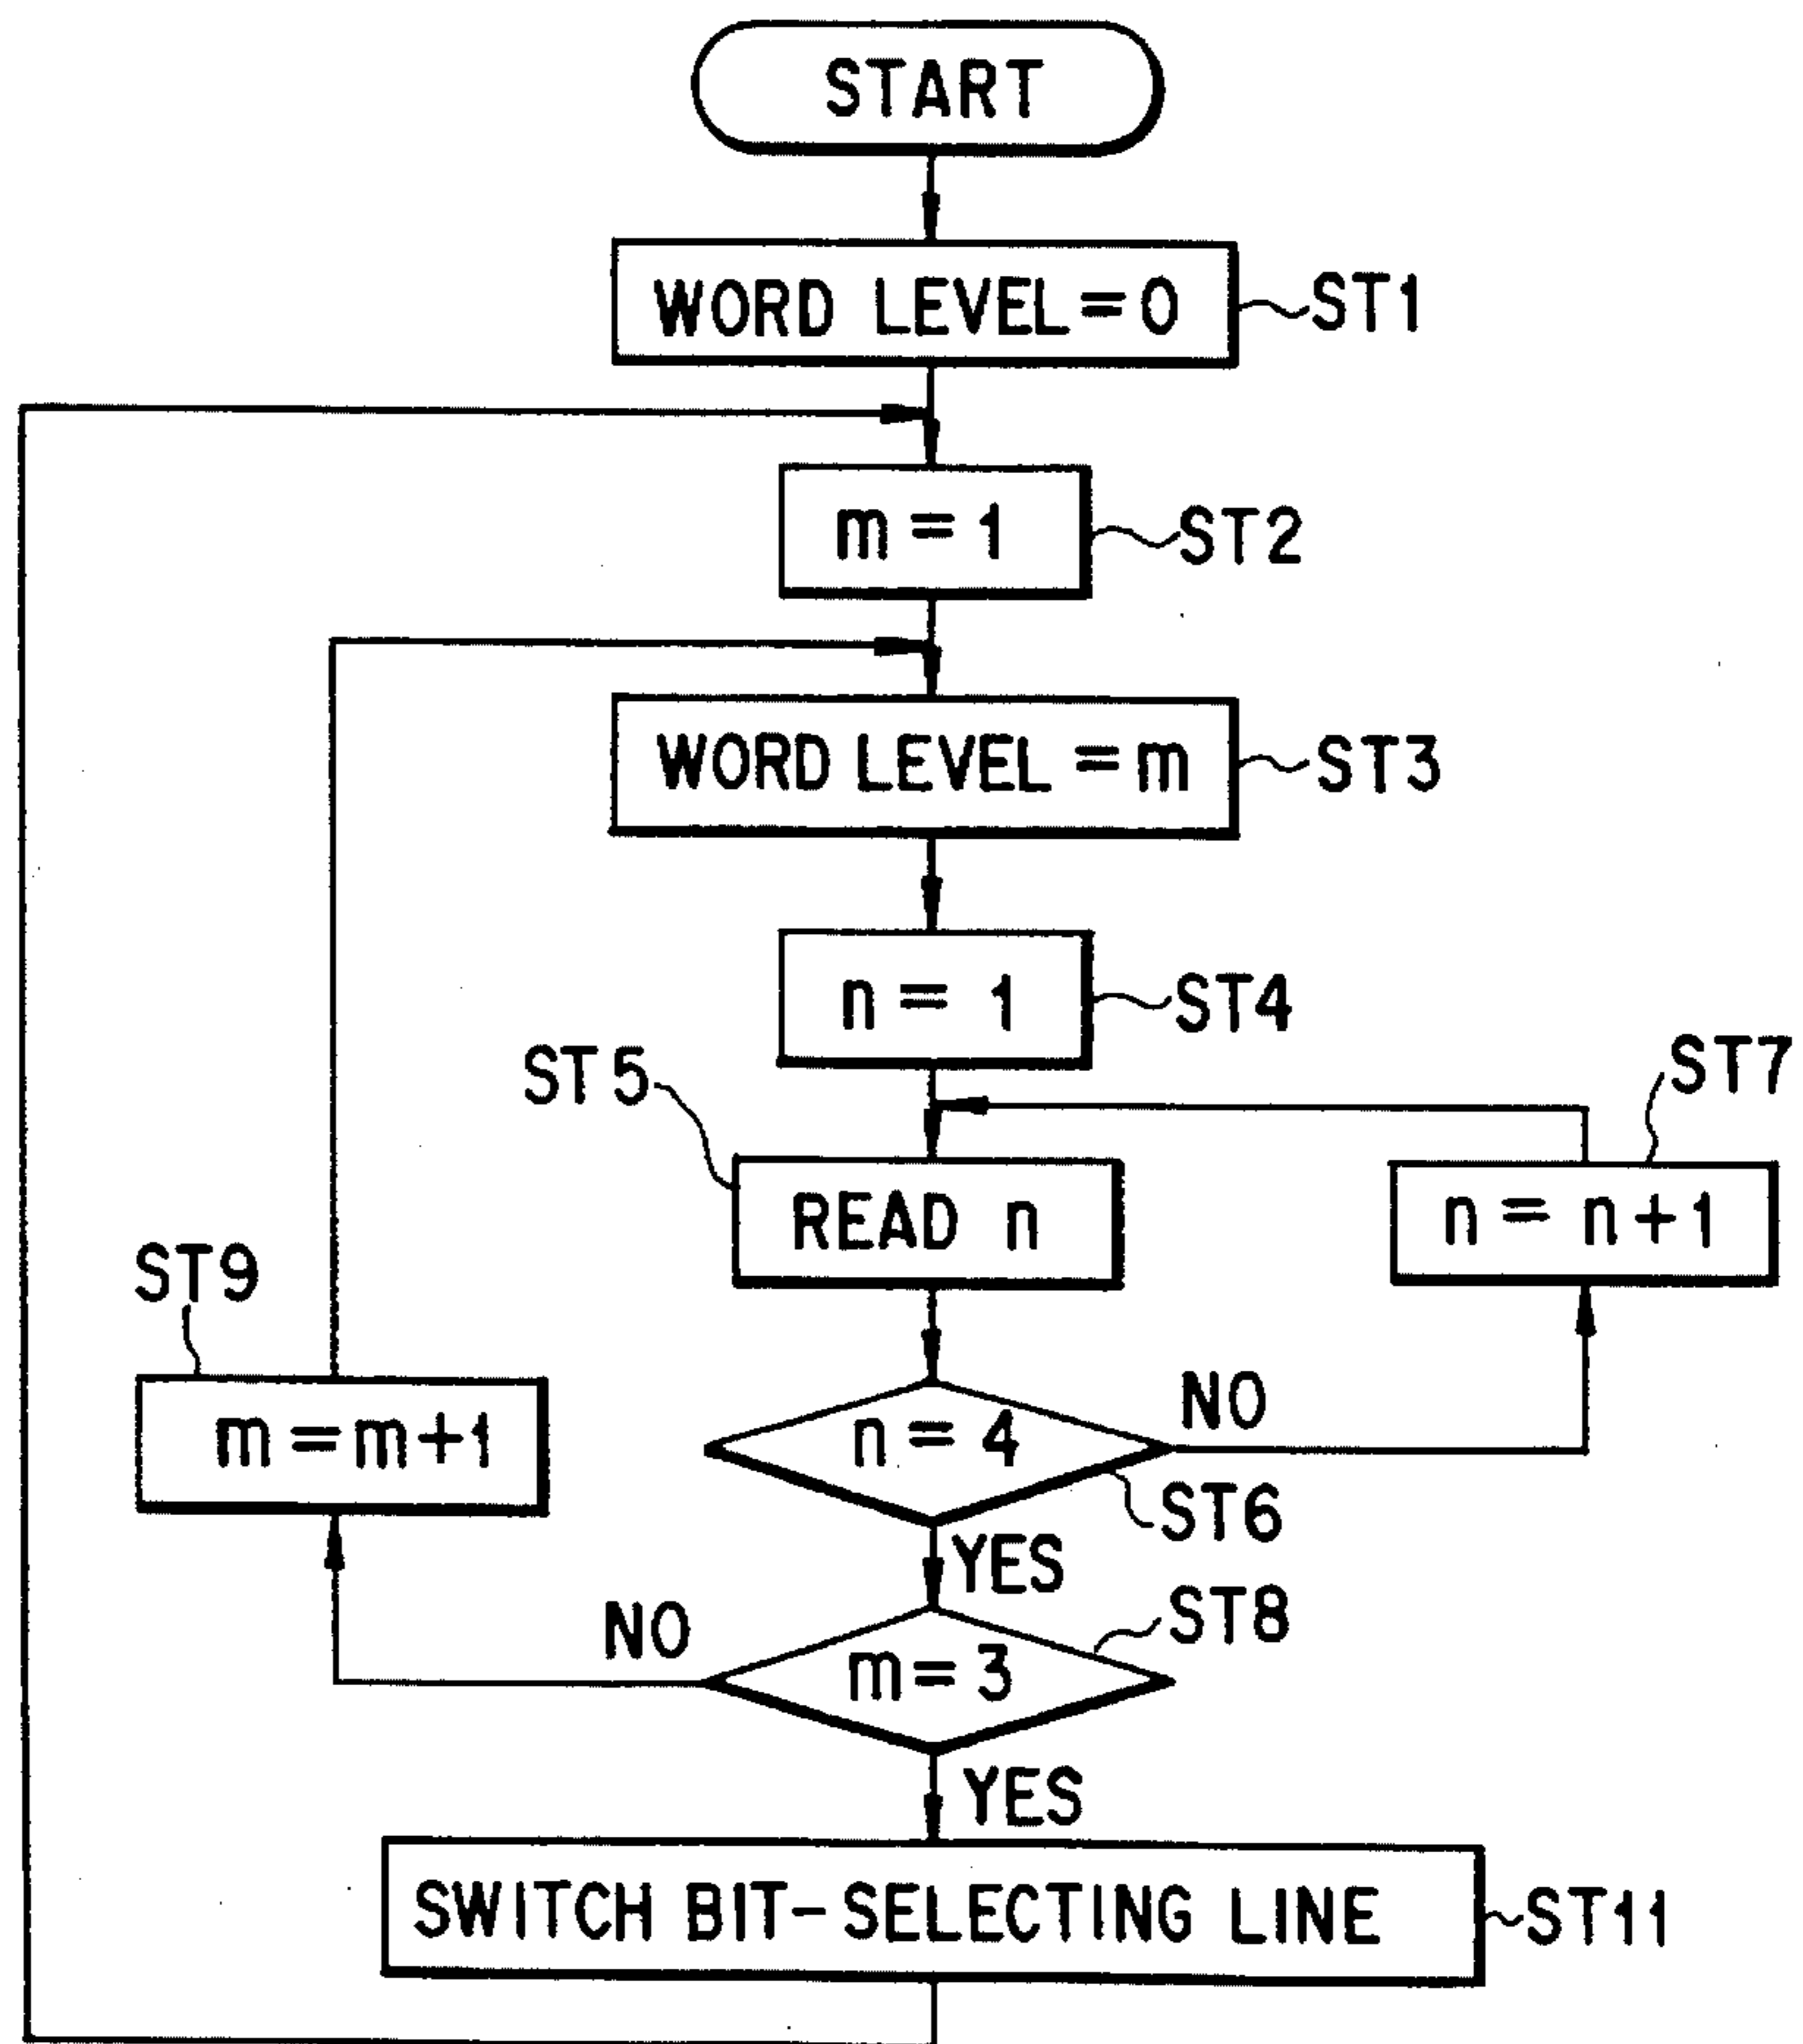 START
WORD LEVEL=0
ST1
m=1
ST2
WORD LEVEL=m
ST3
n=1
ST4
ST5
ST7
READ n
n=n+1
ST9
m=m+1
n=4
NO
ST6
YES
NO
ST8
m=3
YES
SWITCH BIT-SELECTING LINE
ST11